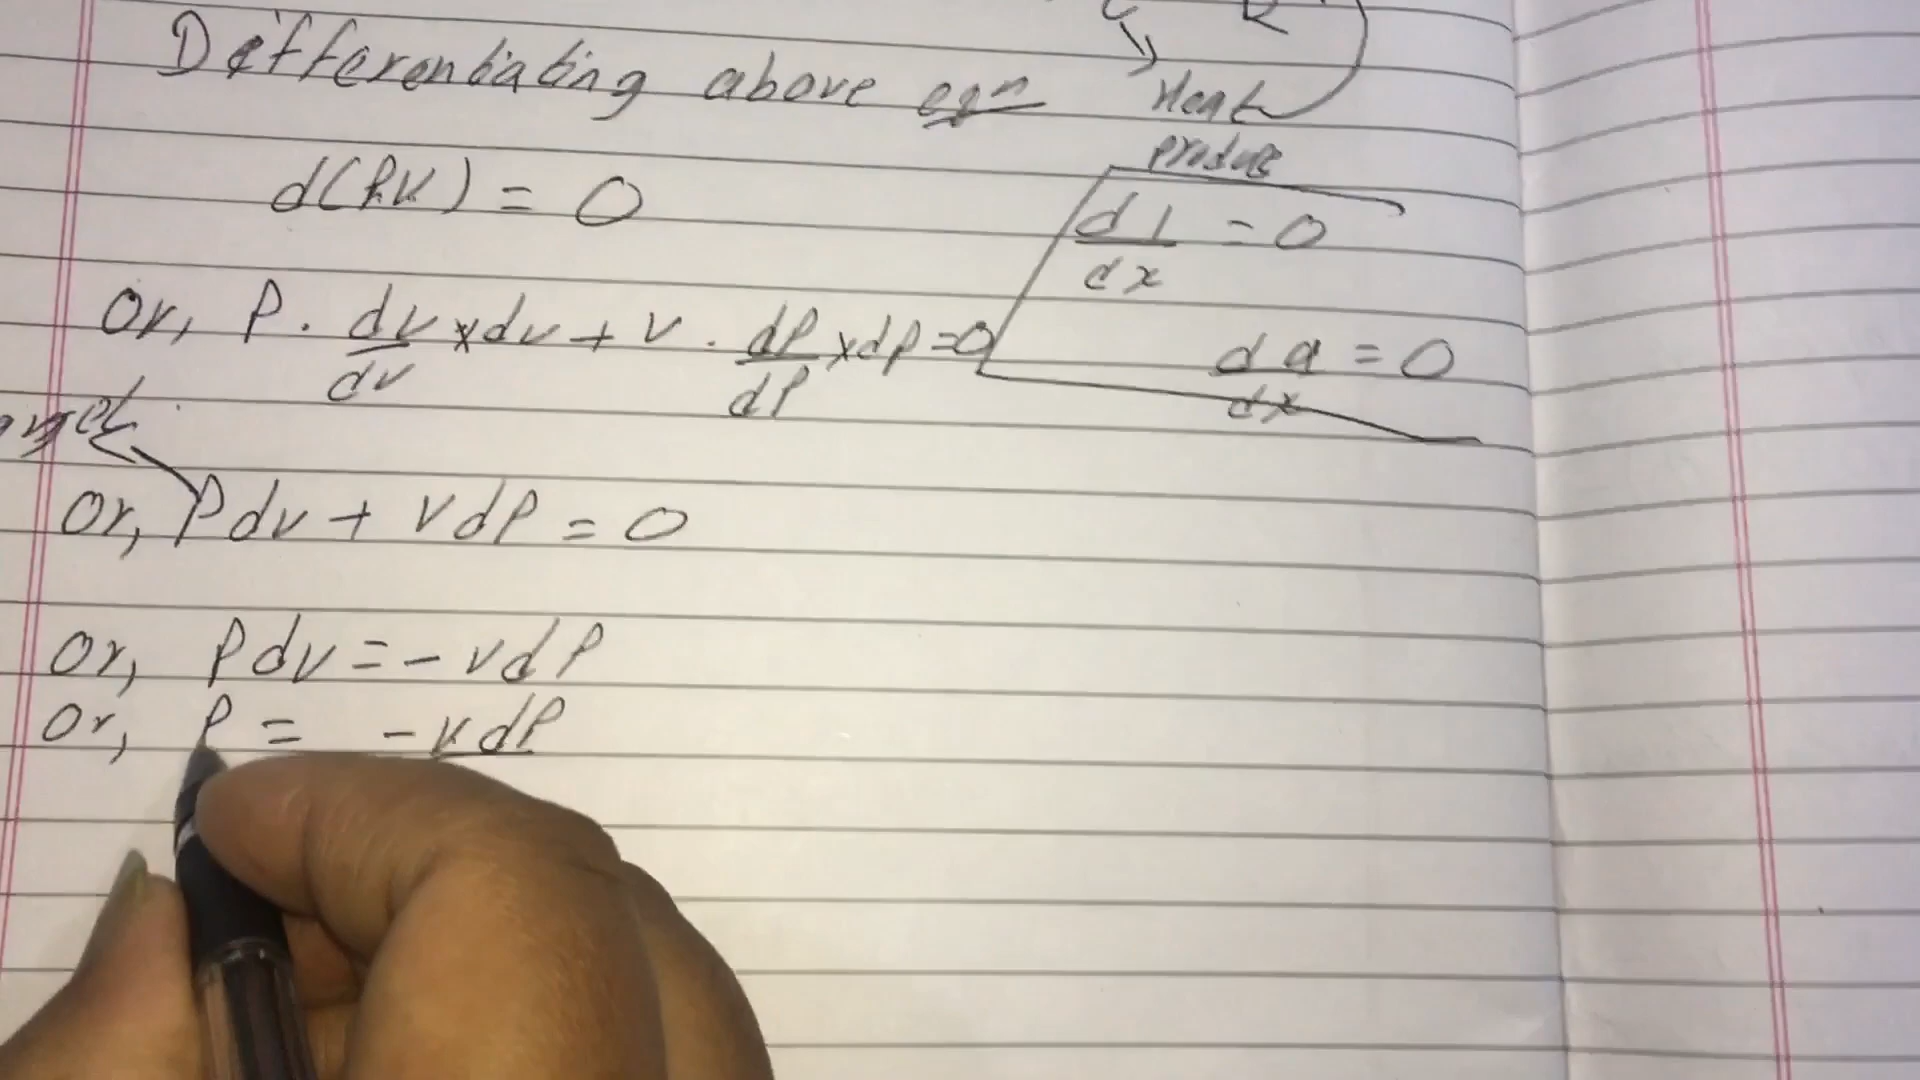 Differentiating above eqn
Heat
produce
d(PV) = 0
d1/dx = 0
or, P . dv/dv x dv + v . dP/dP x dP = 0
da/dx = 0
or, Pdv + vdP = 0
or, Pdv = - vdP
or, P = - vdP